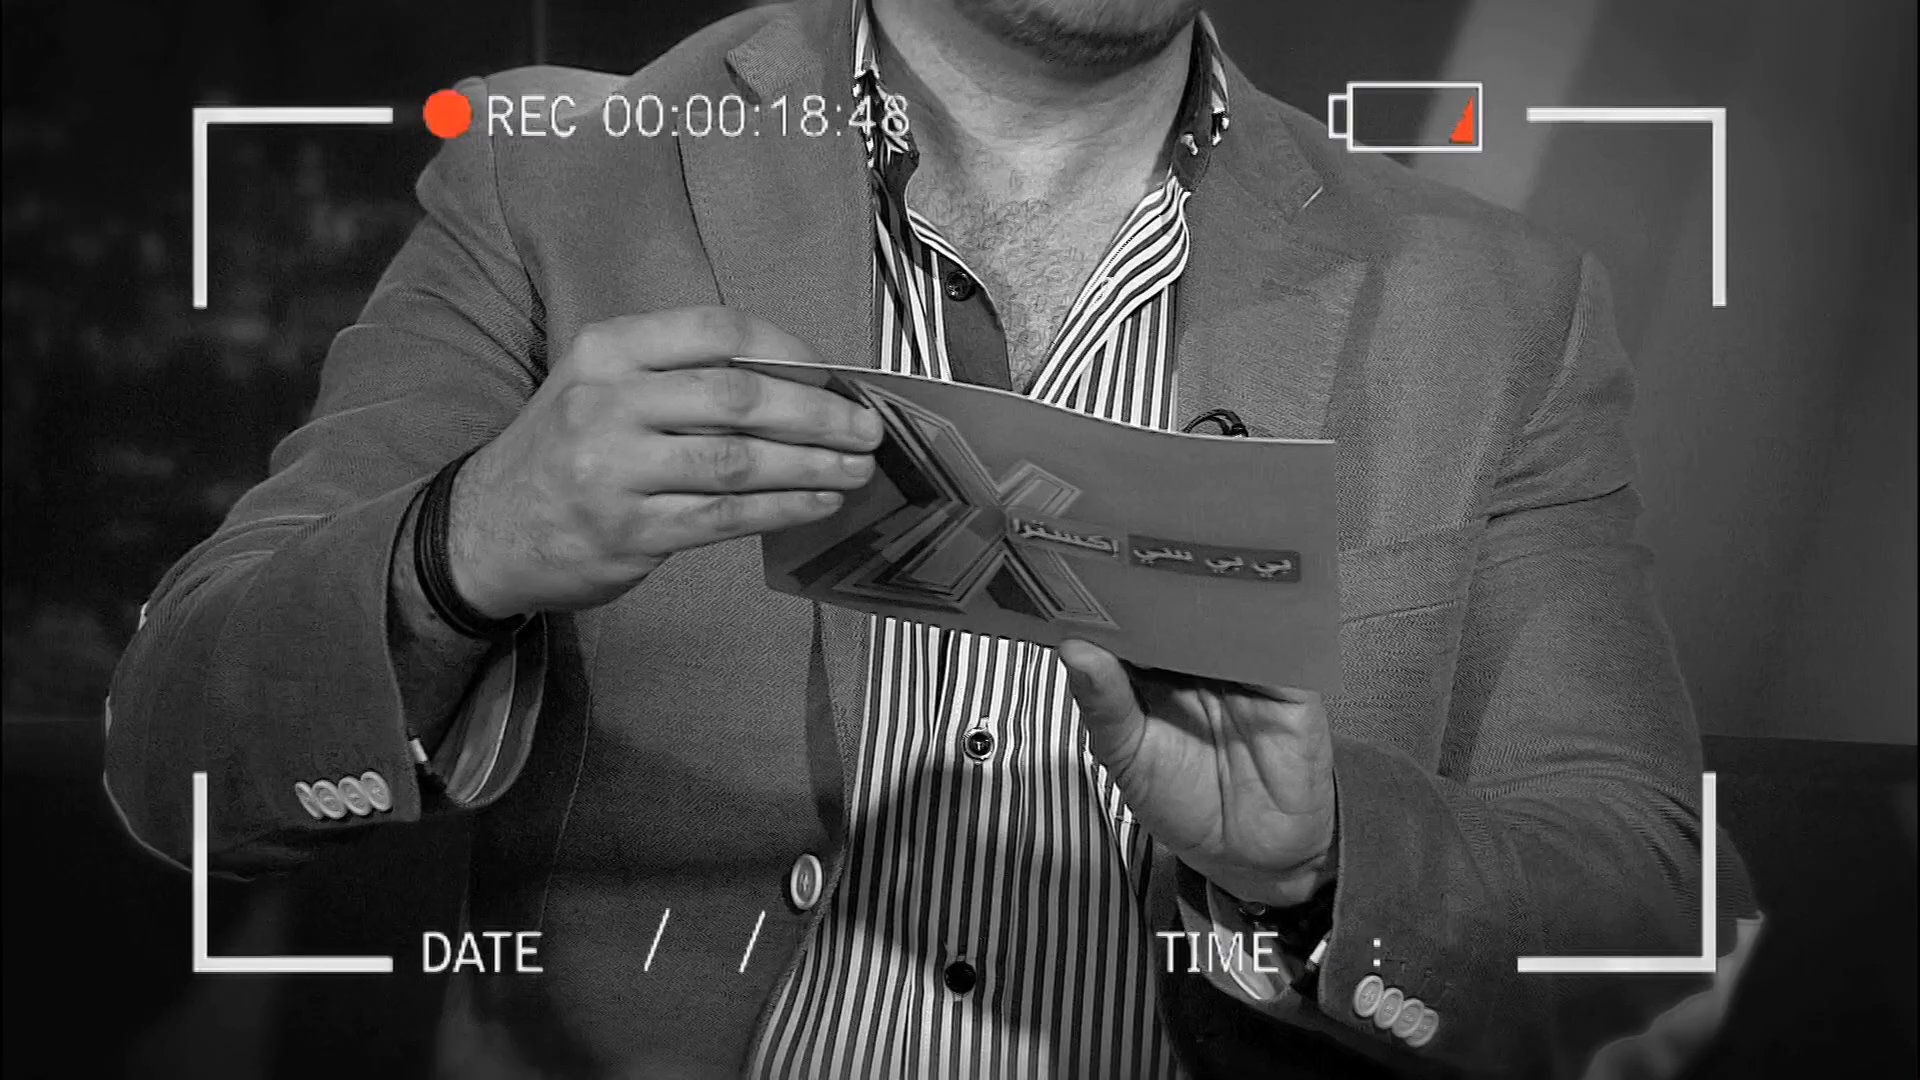 REC 00:00:18:48
بي بي سي إكسترا
DATE / /
TIME :